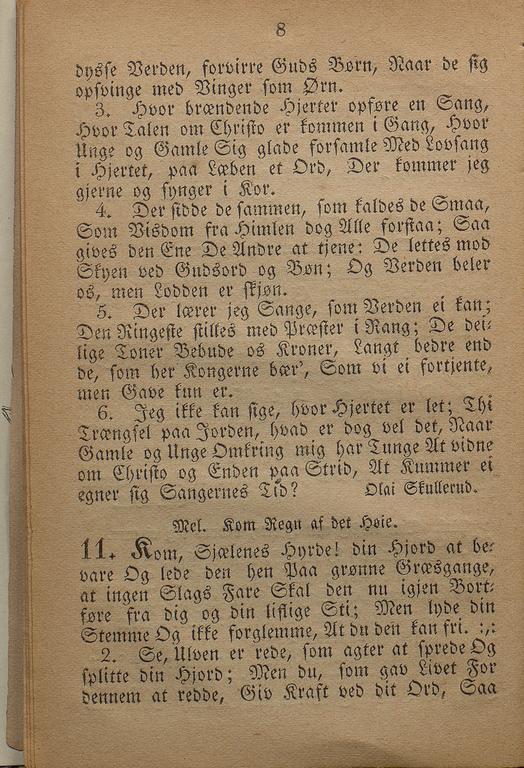 8
dysse Verden, forvirre Guds Børn, Naar de sig
opsvinge med Vinger som Ørn.
3. Hvor brændende Hjerter opføre en Sang,
Hvor Talen om Christo er kommen i Gang, Hvor
Unge og Gamle Sig glade forsamle Med Lovsang
i Hjertet, paa Læben et Ord, Der kommer jeg
gjerne og synger i Kor.
4. Der sidde de sammen, som kaldes de Smaa,
Som Visdom fra Himlen dog Alle forstaa; Saa
gives den Ene De Andre at tjene: De lettes mod
Skyen ved Gudsord og Bøn; Og Verden beler
os, men Lodden er skjøn.
5. Der lærer jeg Sange, som Verden ei kan;
Den Ringeste stilles med Præster i Rang; De dei-
lige Toner Bebude os Kroner, Langt bedre end
de, som her Kongerne bær', Som vi ei fortjente,
men Gave kun er.
6. Jeg ikke kan sige, hvor Hjertet er let; Thi
Trængsel paa Jorden, hvad er dog vel det, Naar
Gamle og Unge Omkring mig har Tunge At vidne
om Christo og Enden paa Strid, At Kummer ei
egner sig Sangernes Tid? Olai Skullerud.
Mel. Kom Regn af det Høie.
11. Kom, Sjælenes Hyrde! din Hjord at be-
vare Og lede den hen Paa grønne Græsgange,
at ingen Slags Fare Skal den nu igjen Bort-
føre fra dig og din liflige Sti; Men lyde din
Stemme Og ikke forglemme, At du den kan fri. :,:
2. Se, Ulven er rede, som agter at sprede Og
splitte din Hjord; Men du, som gav Livet For
dennem at redde, Giv Kraft ved dit Ord, Saa